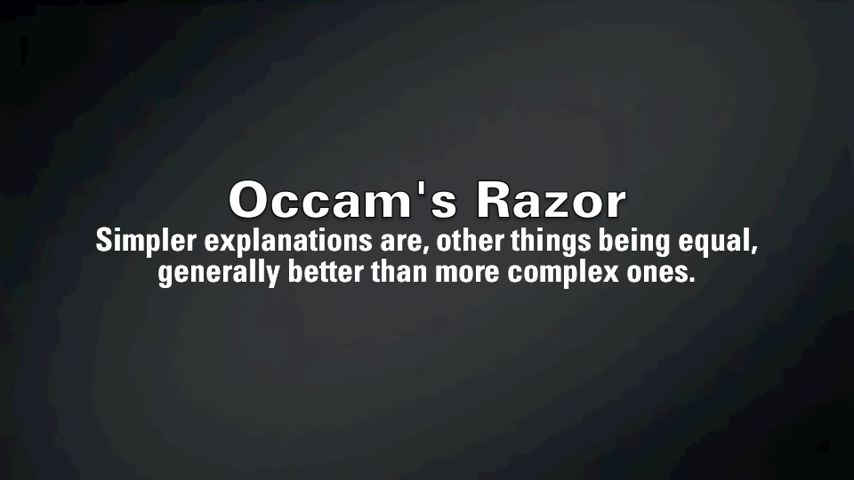 Occam's Razor
Simpler explanations are, other things being equal,
generally better than more complex ones.